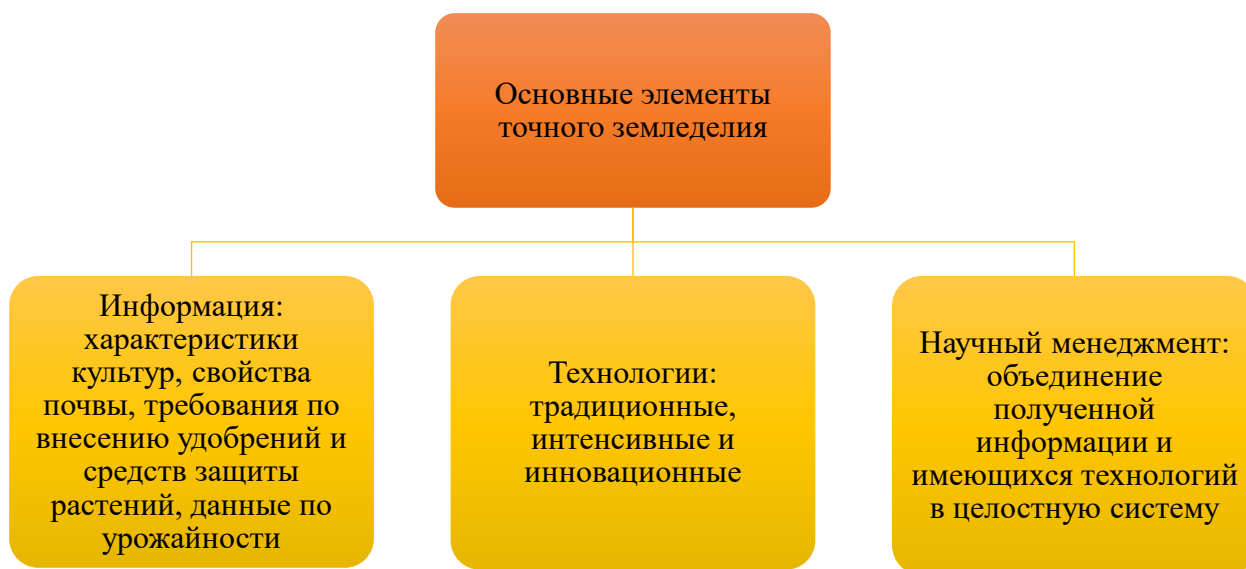 Основные элементы
точного земледелия
Информация:
характеристики
культур, свойства
почвы, требования по
внесению удобрений и
средств защиты
растений, данные по
урожайности
Технологии:
традиционные,
интенсивные и
инновационные
Научный менеджмент:
объединение
полученной
информации и
имеющихся технологий
в целостную систему